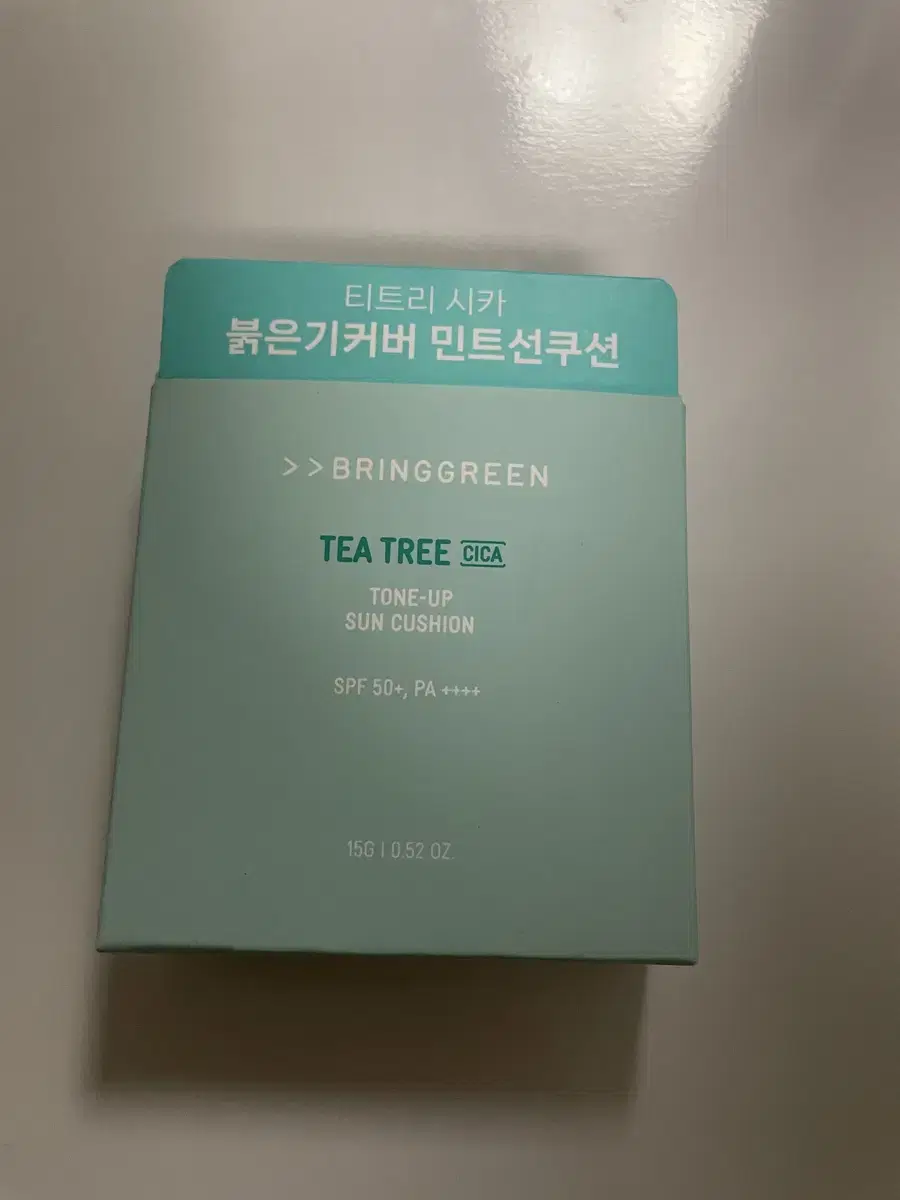 티트리 시카
붉은기커버 민트선쿠션
>>BRINGGREEN
TEA TREE CICA
TONE-UP
SUN CUSHION
SPF 50+, PA ++++
15G | 0.52 OZ.